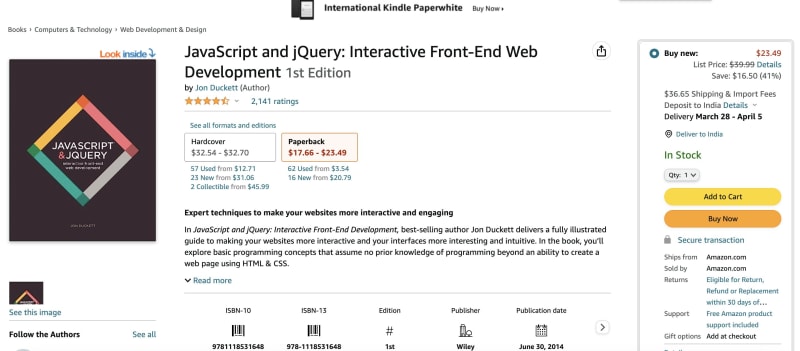 International Kindle Paperwhite Buy Now ›
Books › Computers & Technology › Web Development & Design
Look inside
JAVASCRIPT
& JQUERY
interactive front-end
web development
JON DUCKETT
See this image
Follow the Authors See all
JavaScript and jQuery: Interactive Front-End Web
Development 1st Edition
by Jon Duckett (Author)
2,141 ratings
See all formats and editions
Hardcover
$32.54 - $32.70
57 Used from $12.71
23 New from $31.06
2 Collectible from $45.99
Paperback
$17.66 - $23.49
62 Used from $3.54
16 New from $20.79
Expert techniques to make your websites more interactive and engaging
In JavaScript and jQuery: Interactive Front-End Development, best-selling author Jon Duckett delivers a fully illustrated
guide to making your websites more interactive and your interfaces more interesting and intuitive. In the book, you'll
explore basic programming concepts that assume no prior knowledge of programming beyond an ability to create a
web page using HTML & CSS.
Read more
ISBN-10 ISBN-13 Edition Publisher Publication date
#
9781118531648 978-1118531648 1st Wiley June 30, 2014
Buy new: $23.49
List Price: $39.99 Details
Save: $16.50 (41%)
$36.65 Shipping & Import Fees
Deposit to India Details
Delivery March 28 - April 5
Deliver to India
In Stock
Qty: 1
Add to Cart
Buy Now
Secure transaction
Ships from Amazon.com
Sold by Amazon.com
Returns Eligible for Return,
Refund or Replacement
within 30 days of...
Support Free Amazon product
support included
Gift options Add at checkout